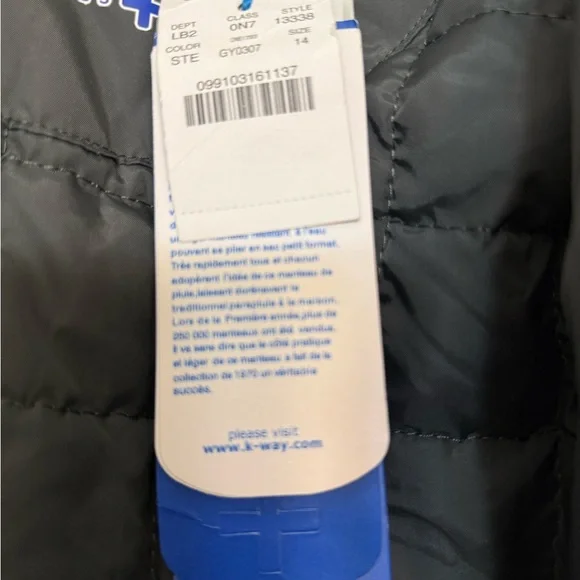 DEPT CLASS STYLE
LB2 0N7 13338
COLOR SIZE
STE GY0307 14
099103161137
résistant à l'eau
pouvant se plier en sau petit format.
Très rapidement tous et chacun
adoptèrent l'idée de ce manteau de
pluie, laissant dorénavant le
traditionnel parapluie à la maison.
Lors de la Première année, plus de
250 000 manteaux ont été vendus.
Il va sans dire que le côté pratique
et léger de ce manteau a fait de la
collection de 1970 un véritable
succès.
please visit
www.k-way.com